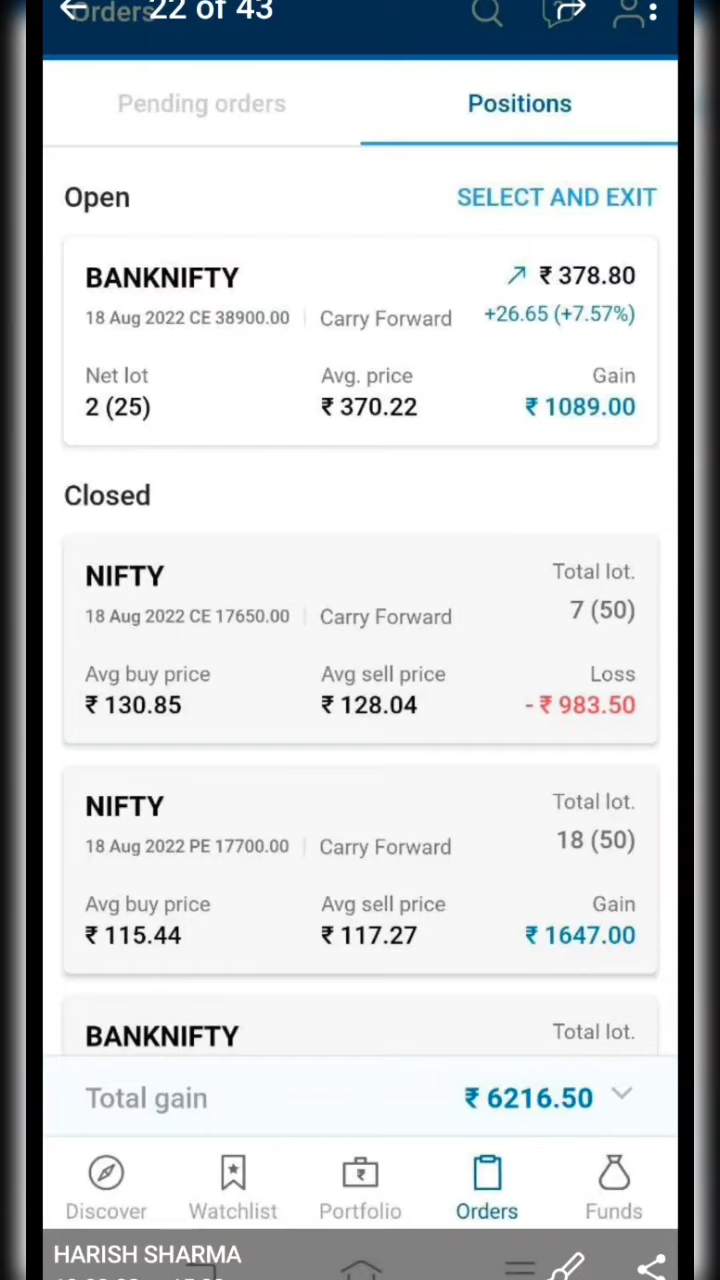 Orders 22 of 43
Pending orders Positions
Open SELECT AND EXIT
BANKNIFTY ₹ 378.80
18 Aug 2022 CE 38900.00 Carry Forward +26.65 (+7.57%)
Net lot Avg. price Gain
2 (25) ₹ 370.22 ₹ 1089.00
Closed
NIFTY Total lot.
18 Aug 2022 CE 17650.00 Carry Forward 7 (50)
Avg buy price Avg sell price Loss
₹ 130.85 ₹ 128.04 - ₹ 983.50
NIFTY Total lot.
18 Aug 2022 PE 17700.00 Carry Forward 18 (50)
Avg buy price Avg sell price Gain
₹ 115.44 ₹ 117.27 ₹ 1647.00
BANKNIFTY Total lot.
Total gain ₹ 6216.50
Discover Watchlist Portfolio Orders Funds
HARISH SHARMA